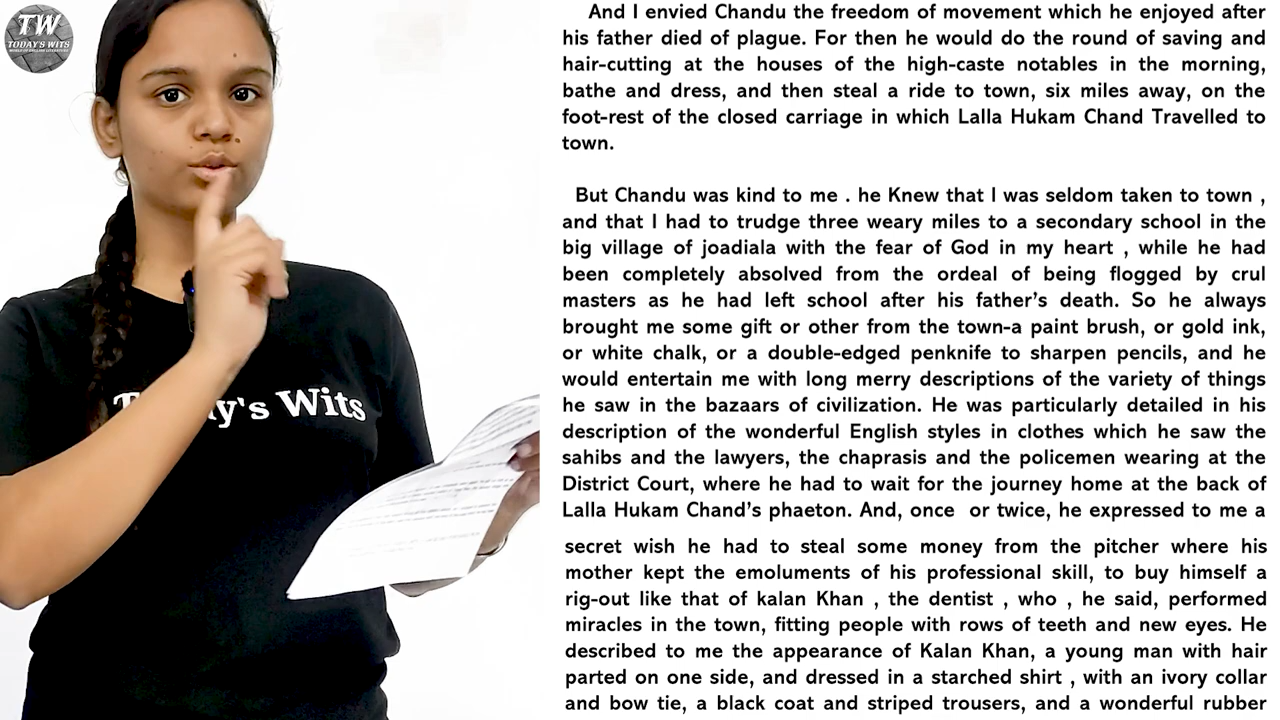 TW
TODAY'S WITS
And I envied Chandu the freedom of movement which he enjoyed after
his father died of plague. For then he would do the round of saving and
hair-cutting at the houses of the high-caste notables in the morning,
bathe and dress, and then steal a ride to town, six miles away, on the
foot-rest of the closed carriage in which Lalla Hukam Chand Travelled to
town.
But Chandu was kind to me . he Knew that I was seldom taken to town ,
and that I had to trudge three weary miles to a secondary school in the
big village of joadiala with the fear of God in my heart , while he had
been completely absolved from the ordeal of being flogged by crul
masters as he had left school after his father's death. So he always
brought me some gift or other from the town-a paint brush, or gold ink,
or white chalk, or a double-edged penknife to sharpen pencils, and he
would entertain me with long merry descriptions of the variety of things
he saw in the bazaars of civilization. He was particularly detailed in his
description of the wonderful English styles in clothes which he saw the
sahibs and the lawyers, the chaprasis and the policemen wearing at the
District Court, where he had to wait for the journey home at the back of
Lalla Hukam Chand's phaeton. And, once or twice, he expressed to me a
secret wish he had to steal some money from the pitcher where his
mother kept the emoluments of his professional skill, to buy himself a
rig-out like that of kalan Khan , the dentist , who , he said, performed
miracles in the town, fitting people with rows of teeth and new eyes. He
described to me the appearance of Kalan Khan, a young man with hair
parted on one side, and dressed in a starched shirt , with an ivory collar
and bow tie, a black coat and striped trousers, and a wonderful rubber
T y's Wits